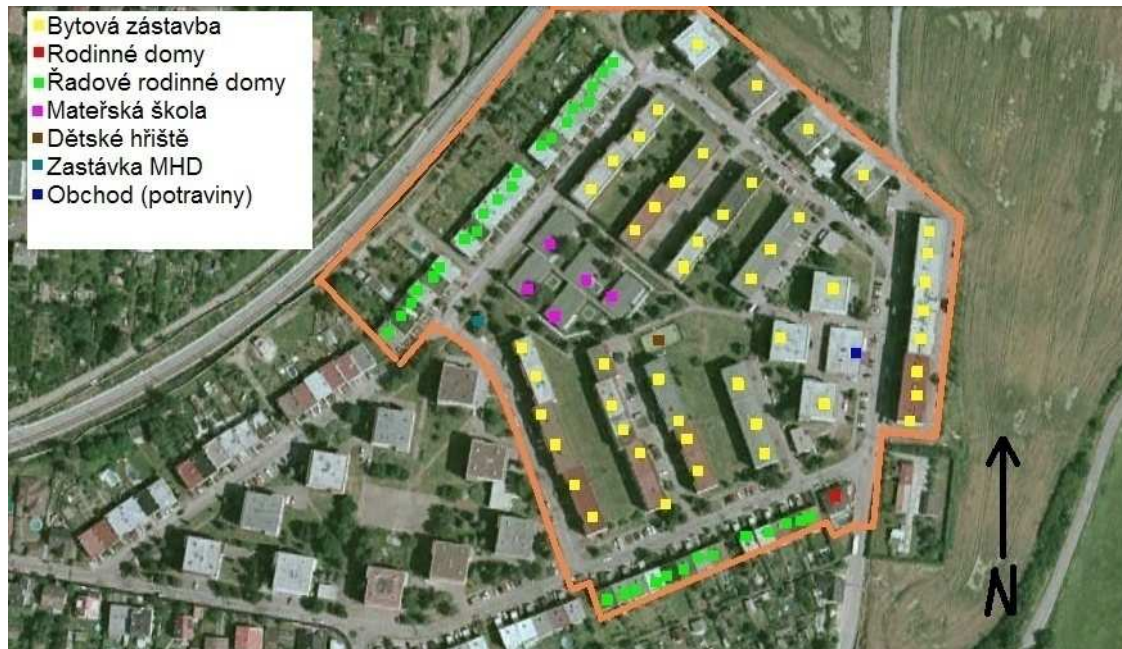 Bytová zástavba
Rodinné domy
Řadové rodinné domy
Mateřská škola
Dětské hřiště
Zastávka MHD
Obchod (potraviny)
N